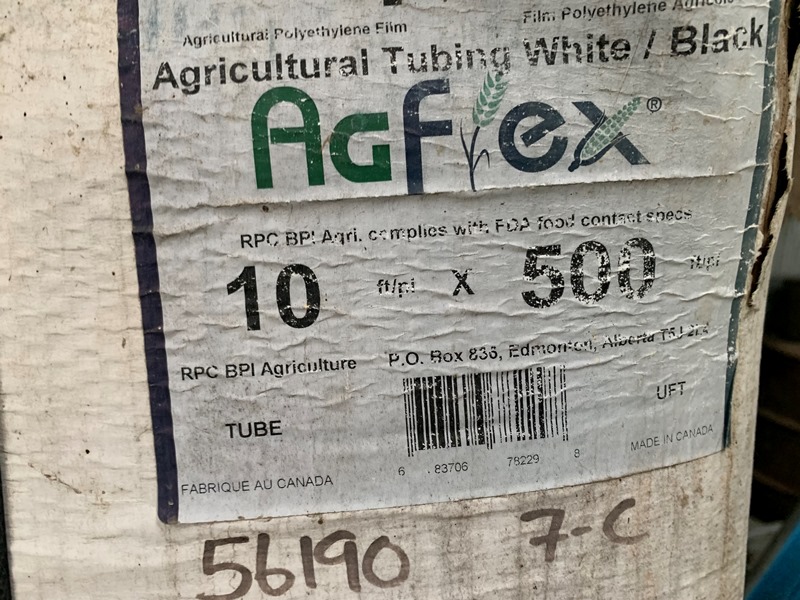 Agricultural Polyethylene Film
Film Polyethylene Agricole
Agricultural Tubing White / Black
AGFlex®
RPC BPI Agri. complies with FDA food contact specs
10 ft/pi X 500 ft/pi
RPC BPI Agriculture P.O. Box 836, Edmonton, Alberta T5J
TUBE
UFT
6 83706 78229 8
FABRIQUE AU CANADA
MADE IN CANADA
56190 7-C